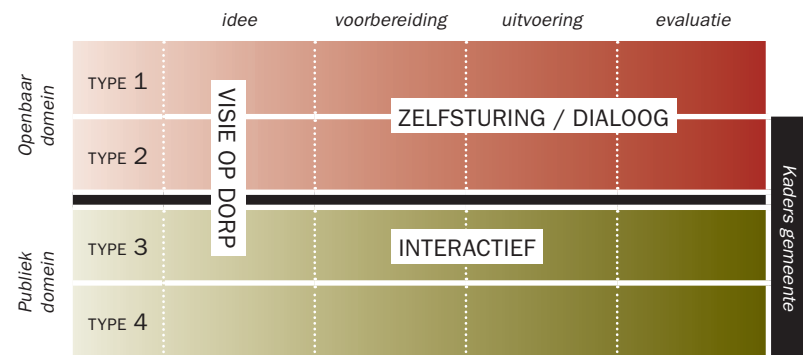 idee voorbereiding uitvoering evaluatie
Openbaar
domein
TYPE 1
TYPE 2
VISIE OP DORP
ZELFSTURING / DIALOOG
Publiek
domein
TYPE 3
TYPE 4
INTERACTIEF
Kaders gemeente